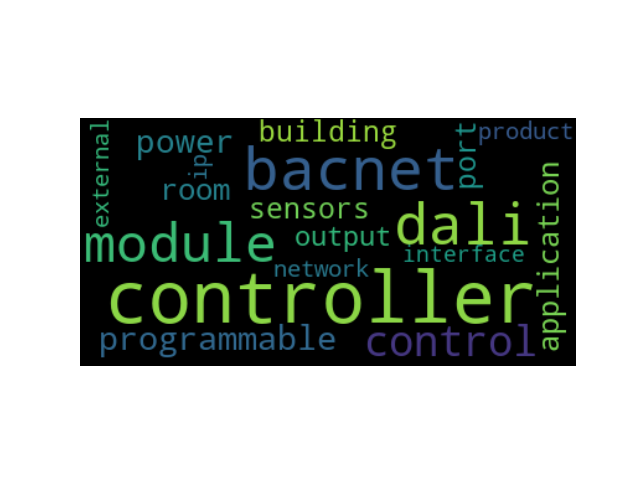 external
power
building
port
product
ip
bacnet
room
sensors
dali
application
module
output
interface
network
controller
programmable
control